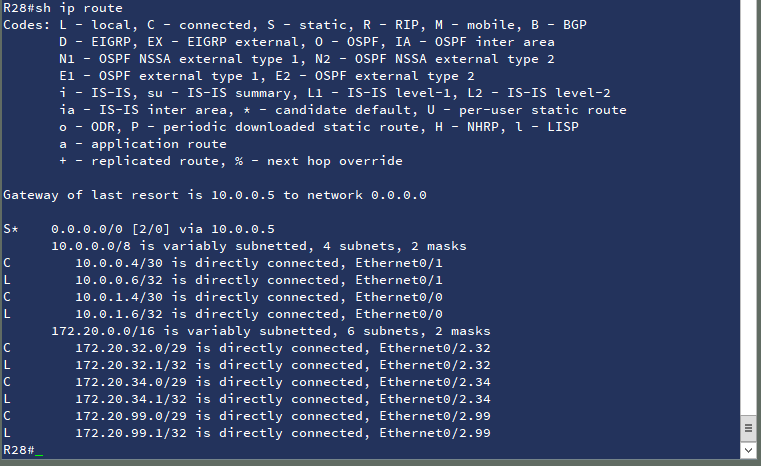 R28#sh ip route
Codes: L - local, C - connected, S - static, R - RIP, M - mobile, B - BGP
       D - EIGRP, EX - EIGRP external, O - OSPF, IA - OSPF inter area
       N1 - OSPF NSSA external type 1, N2 - OSPF NSSA external type 2
       E1 - OSPF external type 1, E2 - OSPF external type 2
       i - IS-IS, su - IS-IS summary, L1 - IS-IS level-1, L2 - IS-IS level-2
       ia - IS-IS inter area, * - candidate default, U - per-user static route
       o - ODR, P - periodic downloaded static route, H - NHRP, l - LISP
       a - application route
       + - replicated route, % - next hop override

Gateway of last resort is 10.0.0.5 to network 0.0.0.0

S*    0.0.0.0/0 [2/0] via 10.0.0.5
      10.0.0.0/8 is variably subnetted, 4 subnets, 2 masks
C        10.0.0.4/30 is directly connected, Ethernet0/1
L        10.0.0.6/32 is directly connected, Ethernet0/1
C        10.0.1.4/30 is directly connected, Ethernet0/0
L        10.0.1.6/32 is directly connected, Ethernet0/0
      172.20.0.0/16 is variably subnetted, 6 subnets, 2 masks
C        172.20.32.0/29 is directly connected, Ethernet0/2.32
L        172.20.32.1/32 is directly connected, Ethernet0/2.32
C        172.20.34.0/29 is directly connected, Ethernet0/2.34
L        172.20.34.1/32 is directly connected, Ethernet0/2.34
C        172.20.99.0/29 is directly connected, Ethernet0/2.99
L        172.20.99.1/32 is directly connected, Ethernet0/2.99
R28#_